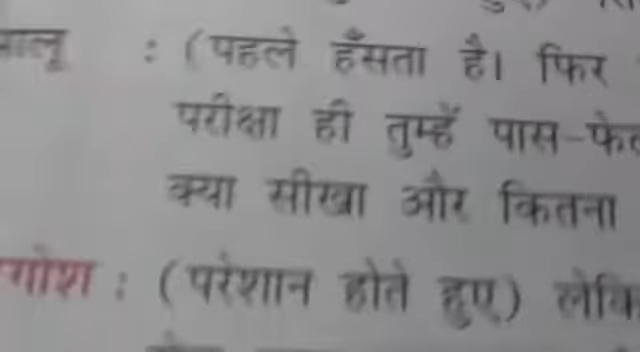 : (पहले हँसता है। फिर
परीक्षा ही तुम्हें पास-
क्या सीखा और कितना
: (परेशान होते हुए)